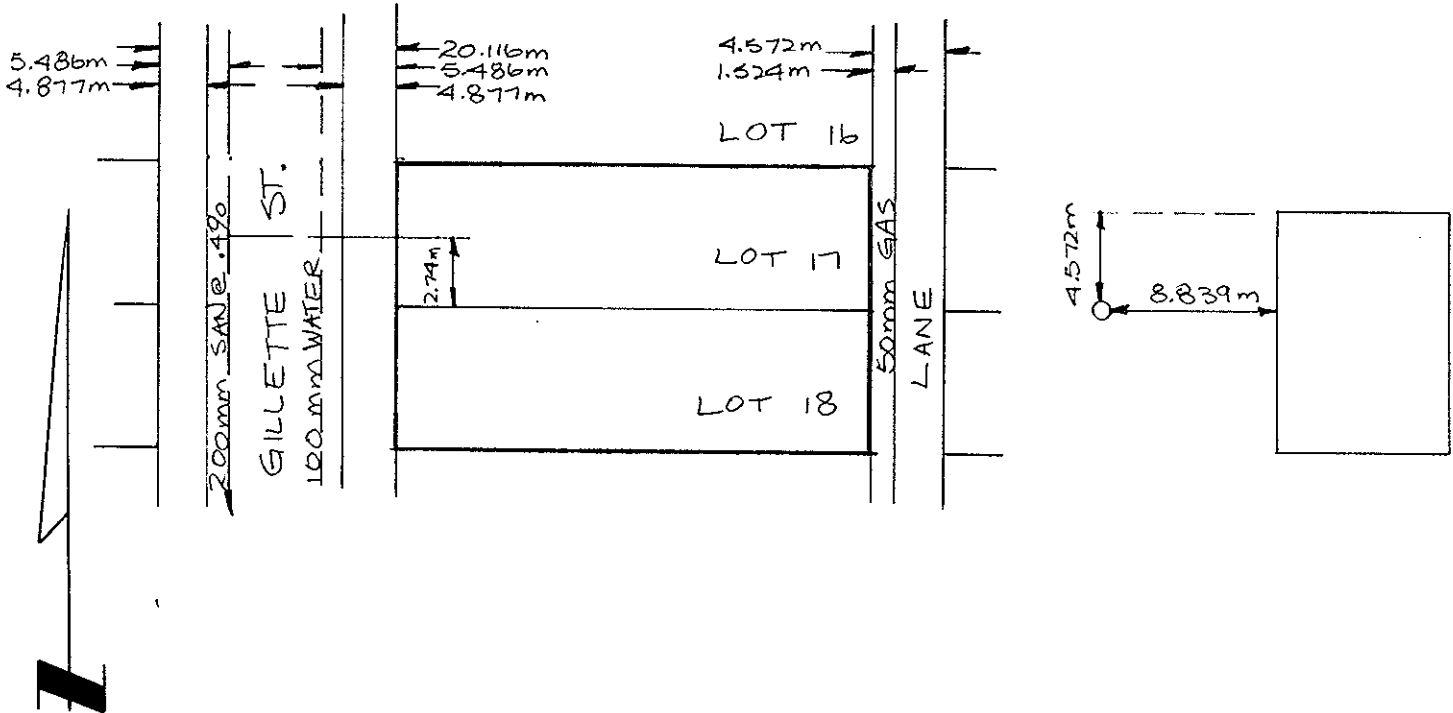 5.486m
4.877m
20.116m
5.486m
4.877m
4.572m
1.524m
LOT 16
200mm SAN@ .4%
GILLETTE ST.
100mm WATER
2.74m
LOT 17
50mm GAS
LANE
LOT 18
4.572m
8.839m
N